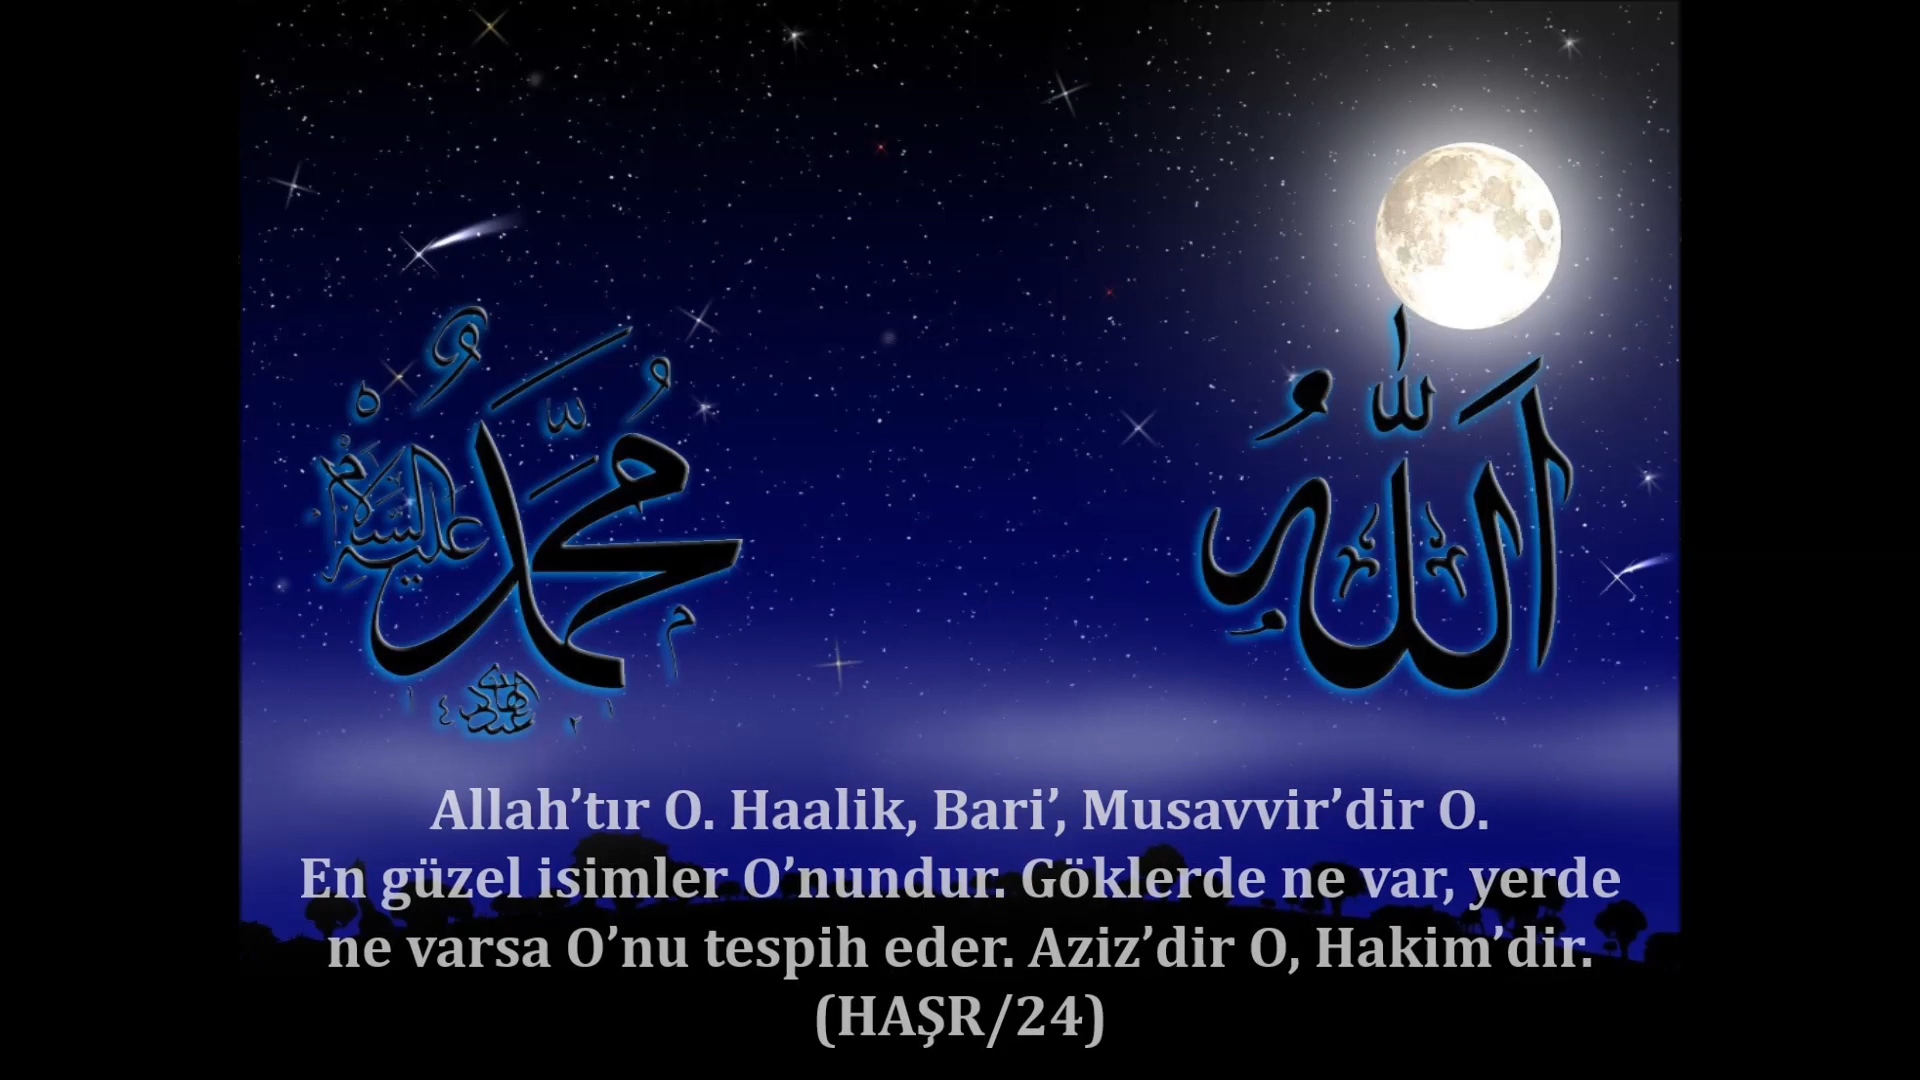 الله
محمد
عليه السلام
Allah’tır O. Haalik, Bari’, Musavvir’dir O.
En güzel isimler O’nundur. Göklerde ne var, yerde
ne varsa O’nu tespih eder. Aziz’dir O, Hakim’dir.
(HAŞR/24)